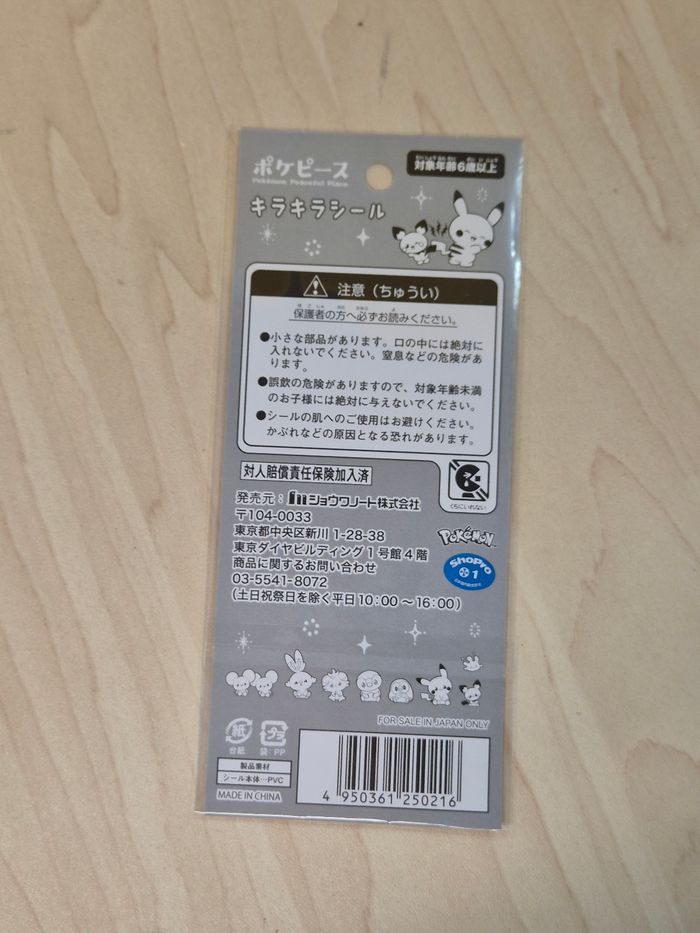 ポケピース
Pokémon Peaceful Place
対象年齢6歳以上
キラキラシール
注意（ちゅうい）
保護者の方へ必ずお読みください。
●小さな部品があります。口の中には絶対に
入れないでください。窒息などの危険があ
ります。
●誤飲の危険がありますので、対象年齢未満
のお子様には絶対に与えないでください。
●シールの肌へのご使用はお避けください。
かぶれなどの原因となる恐れがあります。
くちにいれない
対人賠償責任保険加入済
発売元：ショウワノート株式会社
〒104-0033
東京都中央区新川 1-28-38
東京ダイヤビルディング 1 号館 4 階
商品に関するお問い合わせ
03-5541-8072
(土日祝祭日を除く平日 10：00 ～16：00)
POKÉMON
ShoPro
1
FOR SALE IN JAPAN ONLY
紙
台紙
プラ
袋：PP
製品素材
シール本体…PVC
MADE IN CHINA
4 950361 250216